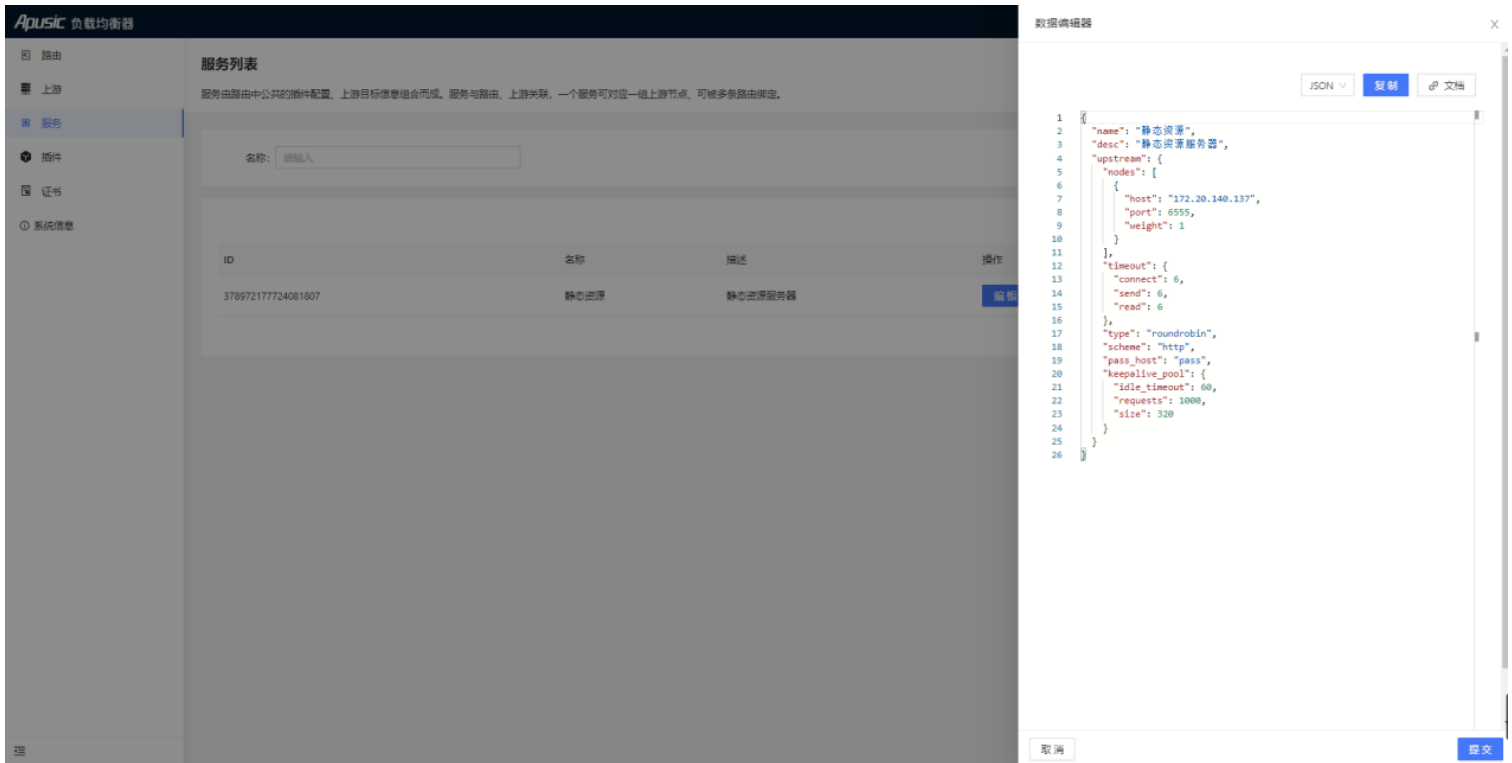 Apusic 负载均衡器
路由
上游
服务
插件
证书
系统信息
服务列表
服务由路由中公共的插件配置、上游目标信息组合而成。服务与路由、上游关联，一个服务可对应一组上游节点、可被多条路由绑定。
名称: 请输入
ID 名称 描述 操作
378972177724081807 静态资源 静态资源服务器 编辑
数据编辑器
JSON 复制 文档
1 {
2 "name": "静态资源",
3 "desc": "静态资源服务器",
4 "upstream": {
5 "nodes": [
6 {
7 "host": "172.20.140.137",
8 "port": 6555,
9 "weight": 1
10 }
11 ],
12 "timeout": {
13 "connect": 6,
14 "send": 6,
15 "read": 6
16 },
17 "type": "roundrobin",
18 "scheme": "http",
19 "pass_host": "pass",
20 "keepalive_pool": {
21 "idle_timeout": 60,
22 "requests": 1000,
23 "size": 320
24 }
25 }
26 }
取消 提交